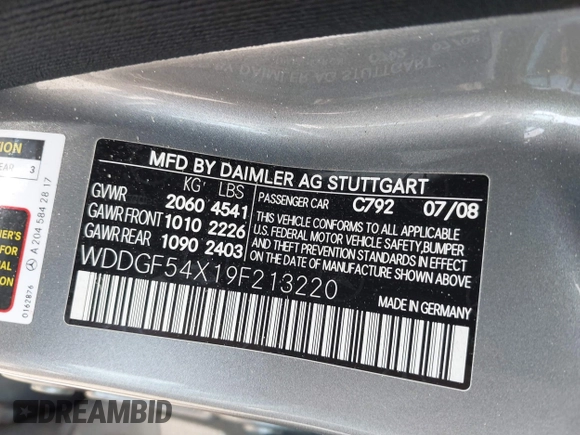 MFD BY DAIMLER AG STUTTGART
KG LBS
GVWR 2060 4541
GAWR FRONT 1010 2226
GAWR REAR 1090 2403
PASSENGER CAR C792 07/08
THIS VEHICLE CONFORMS TO ALL APPLICABLE
U.S. FEDERAL MOTOR VEHICLE SAFETY, BUMPER
AND THEFT PREVENTION STANDARDS IN EFFECT
ON THE DATE OF MANUFACTURE SHOWN ABOVE
WDDGF54X19F213220
MADE IN GERMANY
3
A 204 584 28 17
0162876
DREAMBID